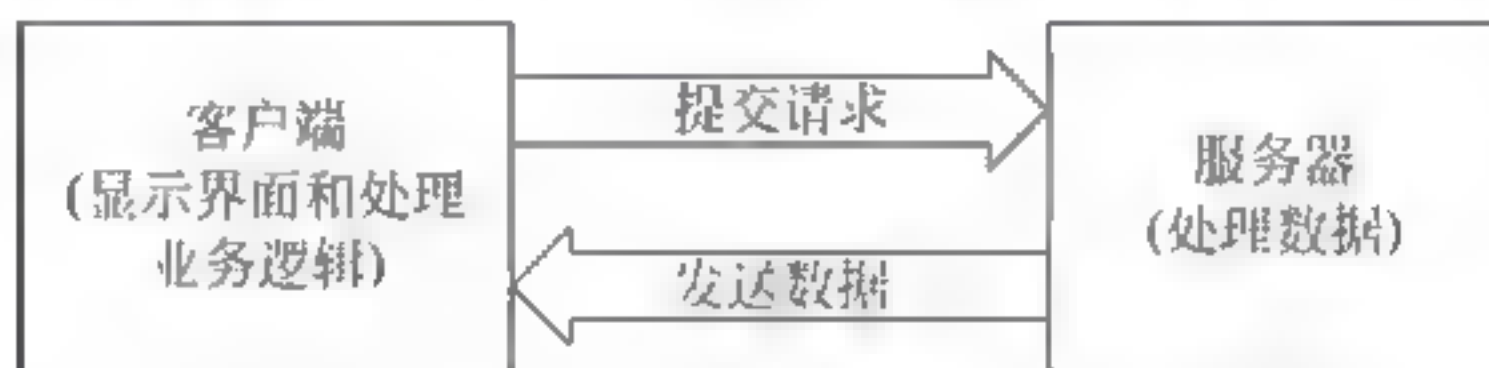 客户端
(显示界面和处理
业务逻辑)
提交请求
发送数据
服务器
(处理数据)